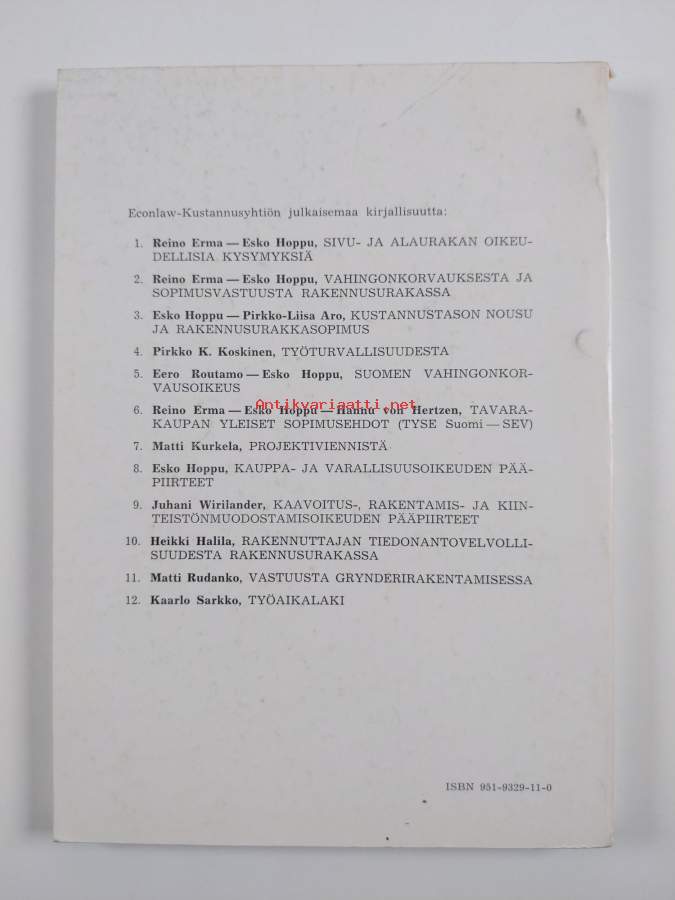 Econlaw-Kustannusyhtiön julkaisemaa kirjallisuutta:
1. Reino Erma — Esko Hoppu, SIVU- JA ALAURAKAN OIKEU-
DELLISIA KYSYMYKSIÄ
2. Reino Erma — Esko Hoppu, VAHINGONKORVAUKSESTA JA
SOPIMUSVASTUUSTA RAKENNUSURAKASSA
3. Esko Hoppu — Pirkko-Liisa Aro, KUSTANNUSTASON NOUSU
JA RAKENNUSURAKKASOPIMUS
4. Pirkko K. Koskinen, TYÖTURVALLISUUDESTA
5. Eero Routamo — Esko Hoppu, SUOMEN VAHINGONKOR-
VAUSOIKEUS
Antikvariaatti.net
6. Reino Erma — Esko Hoppu — Hannu von Hertzen, TAVARA-
KAUPAN YLEISET SOPIMUSEHDOT (TYSE Suomi — SEV)
7. Matti Kurkela, PROJEKTIVIENNISTÄ
8. Esko Hoppu, KAUPPA- JA VARALLISUUSOIKEUDEN PÄÄ-
PIIRTEET
9. Juhani Wirilander, KAAVOITUS-, RAKENTAMIS- JA KIIN-
TEISTÖNMUODOSTAMISOIKEUDEN PÄÄPIIRTEET
10. Heikki Halila, RAKENNUTTAJAN TIEDONANTOVELVOLLI-
SUUDESTA RAKENNUSURAKASSA
11. Matti Rudanko, VASTUUSTA GRYNDERIRAKENTAMISESSA
12. Kaarlo Sarkko, TYÖAIKALAKI
ISBN 951-9329-11-0